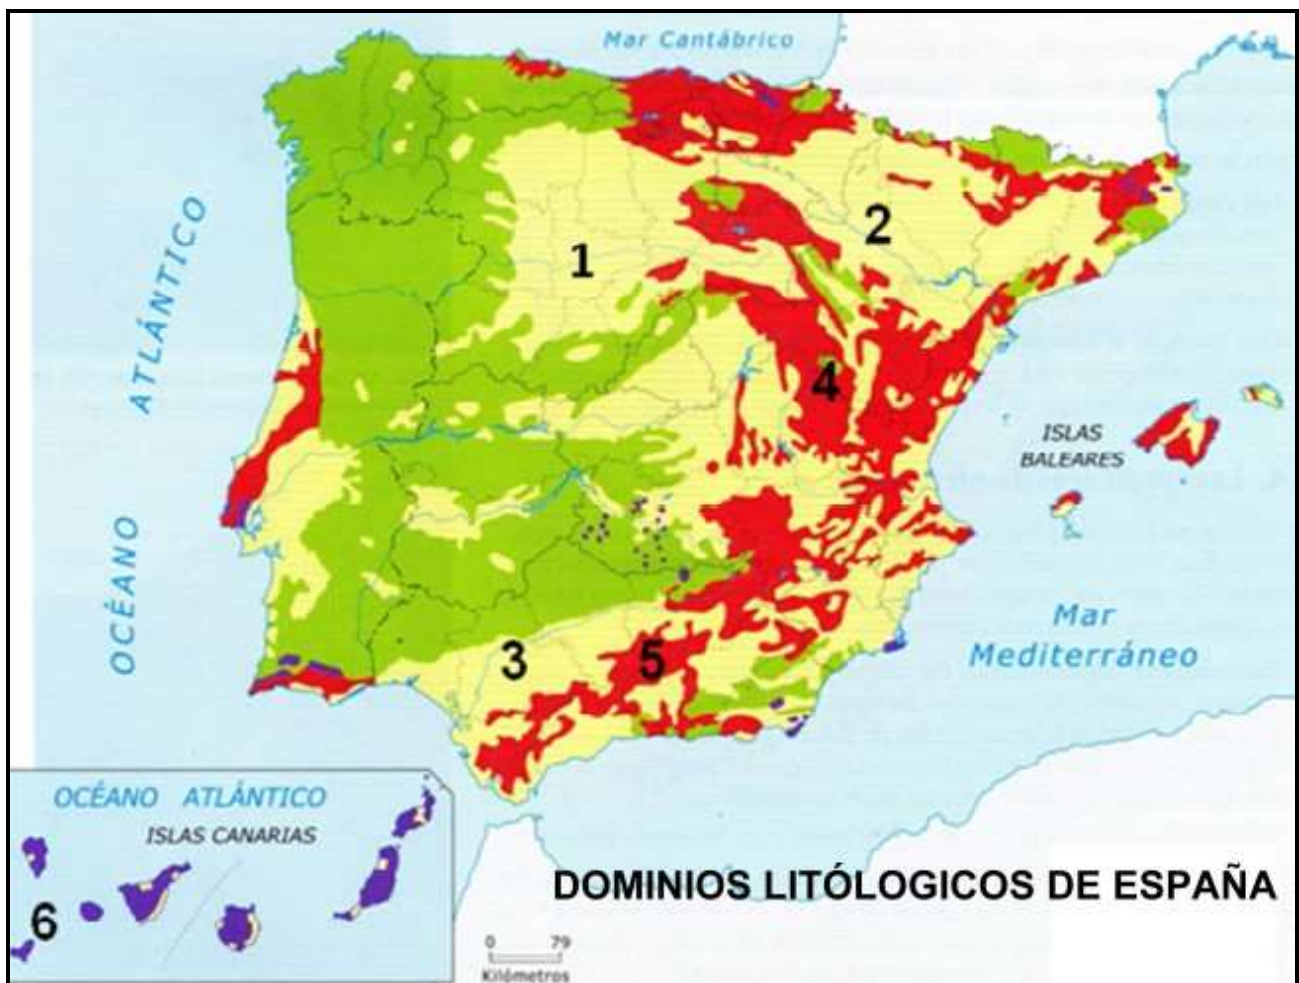 Mar Cantábrico
OCÉANO ATLÁNTICO
1
2
3
4
5
ISLAS
BALEARES
Mar
Mediterráneo
OCÉANO ATLÁNTICO
ISLAS CANARIAS
6
DOMINIOS LITÓLOGICOS DE ESPAÑA
0 79
Kilómetros